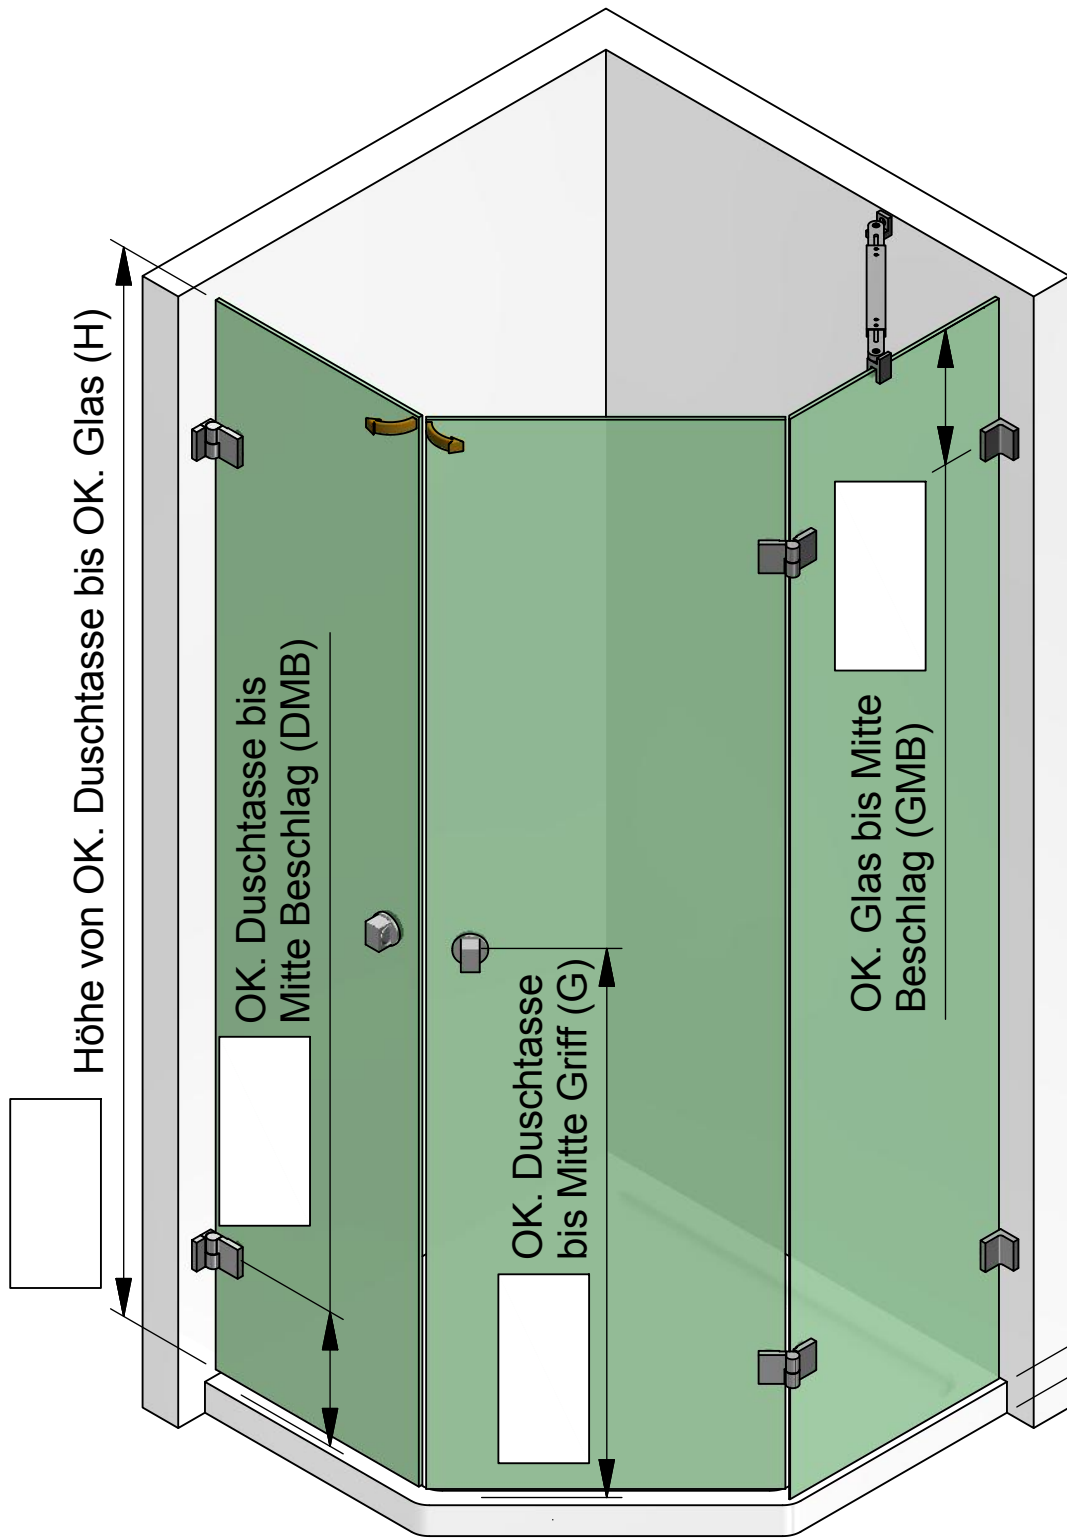 Höhe von OK. Duschtasse bis OK. Glas (H)
OK. Duschtasse bis
Mitte Beschlag (DMB)
OK. Duschtasse
bis Mitte Griff (G)
OK. Glas bis Mitte
Beschlag (GMB)